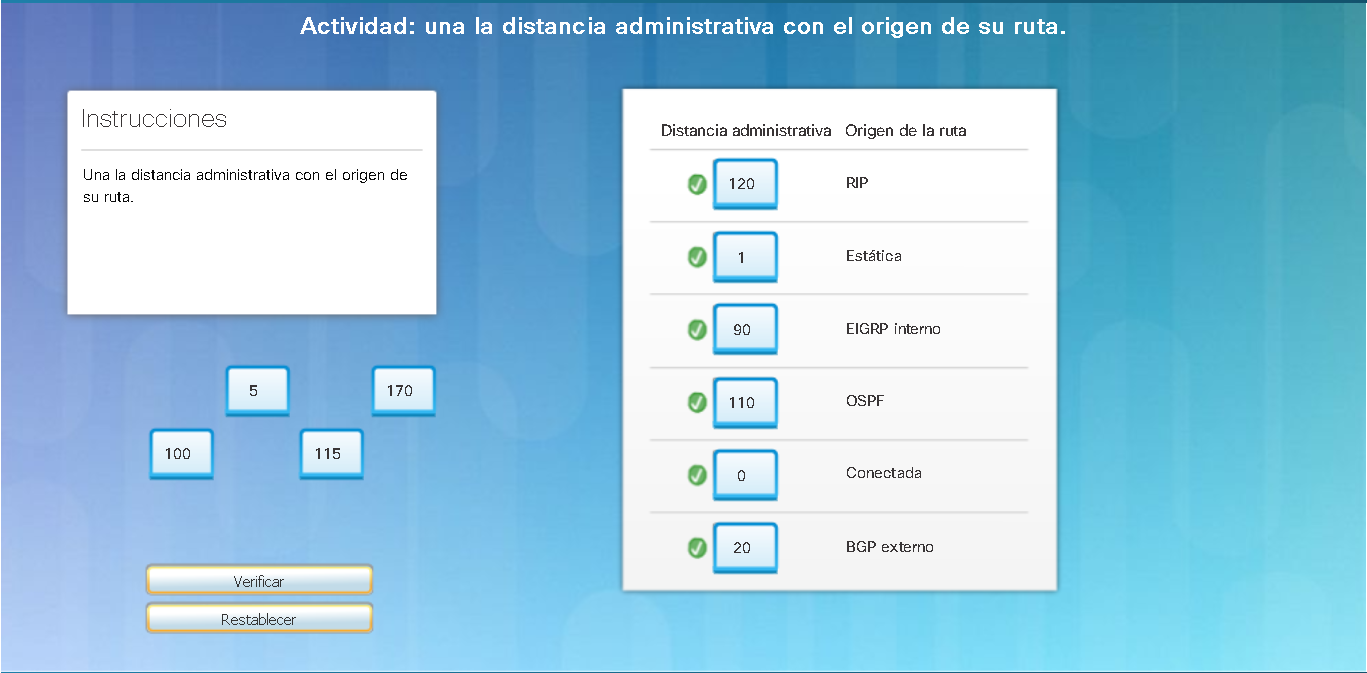 Actividad: una la distancia administrativa con el origen de su ruta.
Instrucciones
Una la distancia administrativa con el origen de
su ruta.
5
170
100
115
Verificar
Restablecer
Distancia administrativa Origen de la ruta
120 RIP
1 Estática
90 EIGRP interno
110 OSPF
0 Conectada
20 BGP externo